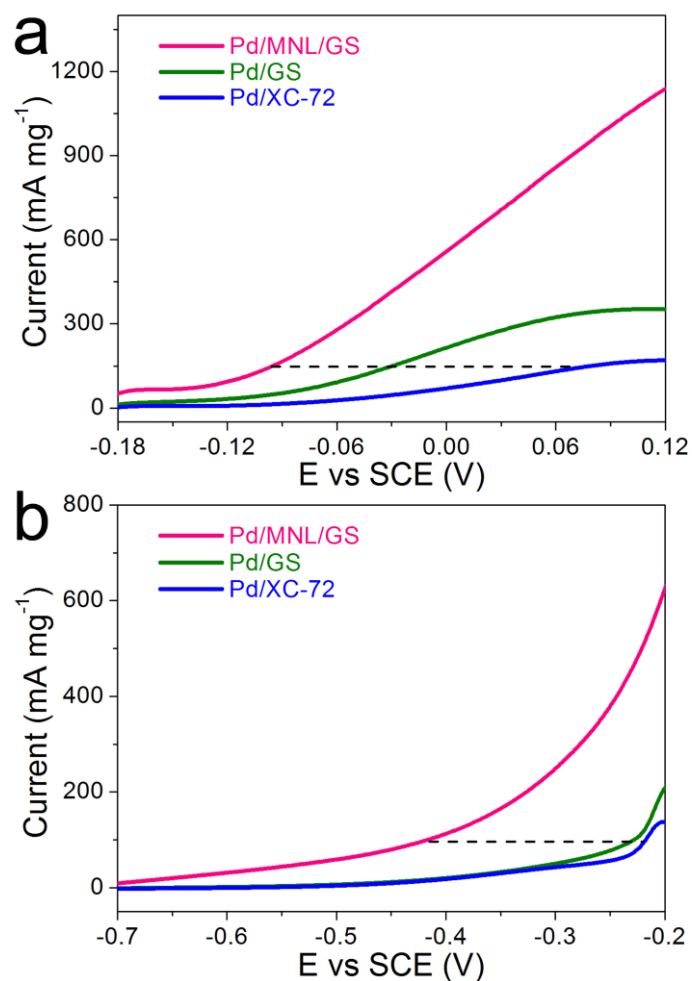 a
Pd/MNL/GS
Pd/GS
Pd/XC-72
1200
900
600
300
0
Current (mA mg⁻¹)
-0.18 -0.12 -0.06 0.00 0.06 0.12
E vs SCE (V)
b
Pd/MNL/GS
Pd/GS
Pd/XC-72
800
600
400
200
0
Current (mA mg⁻¹)
-0.7 -0.6 -0.5 -0.4 -0.3 -0.2
E vs SCE (V)